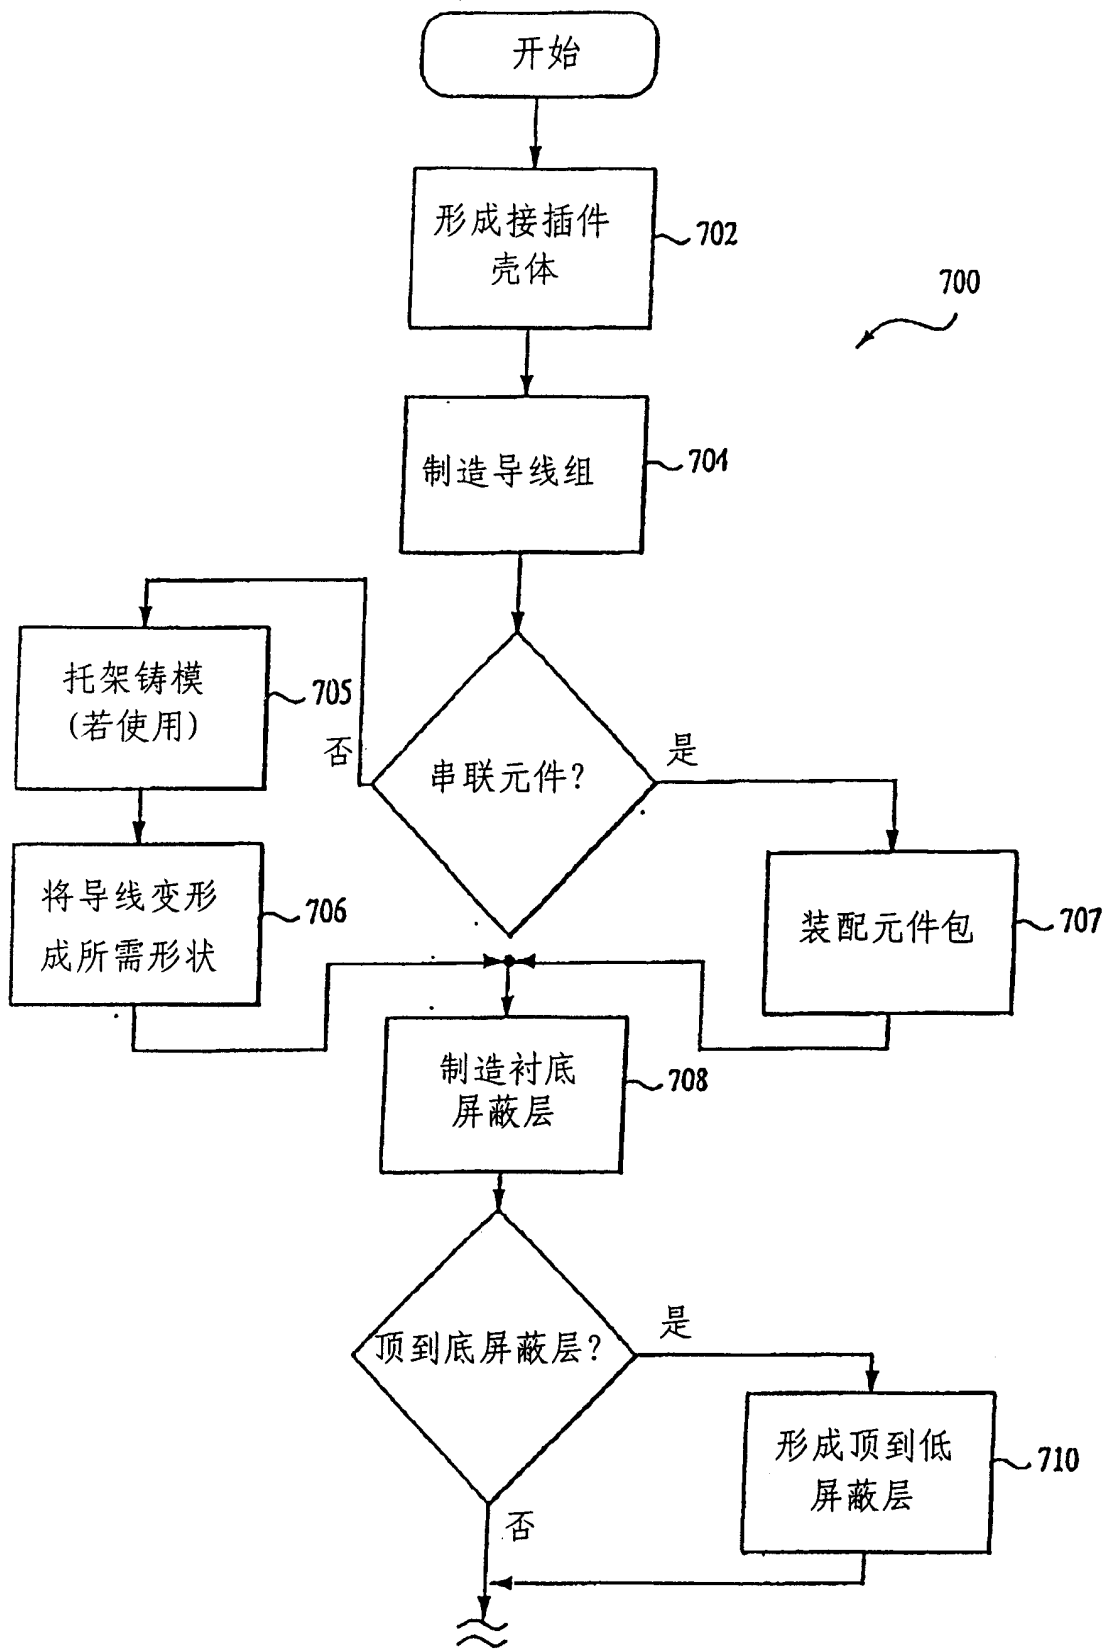 开始
形成接插件
壳体
702
700
制造导线组
704
托架铸模
(若使用)
705
否
串联元件?
是
将导线变形
成所需形状
706
装配元件包
707
制造衬底
屏蔽层
708
顶到底屏蔽层?
是
形成顶到低
屏蔽层
710
否